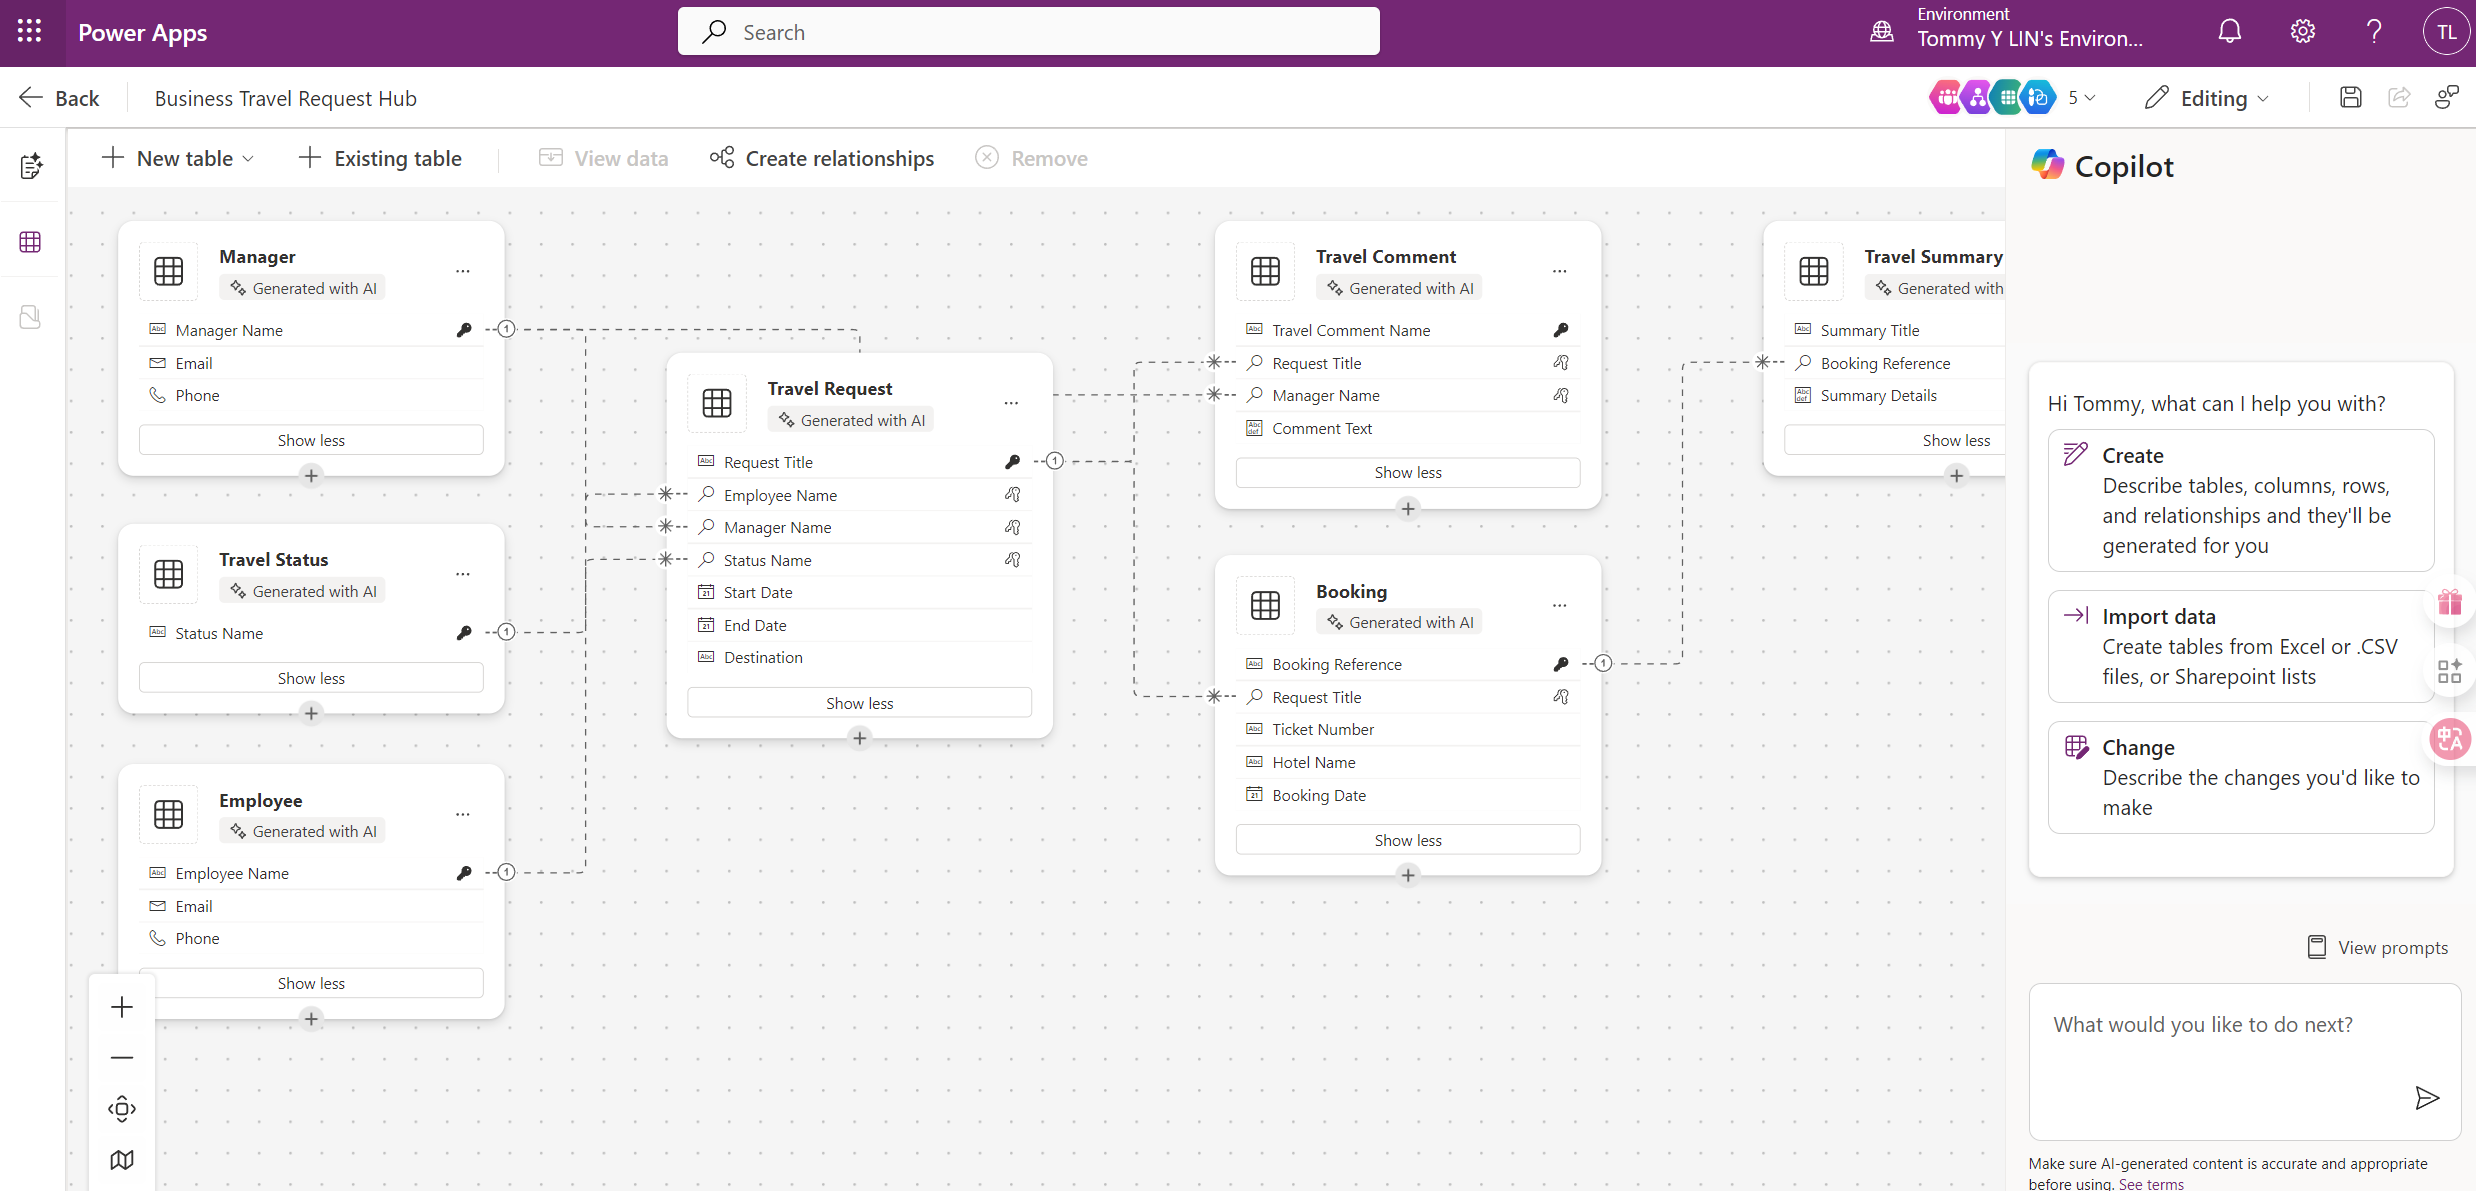 Power Apps
Search
Environment
Tommy Y LIN's Environ...
TL
Back
Business Travel Request Hub
5
Editing
New table
Existing table
View data
Create relationships
Remove
Manager
Generated with AI
Manager Name
Email
Phone
Show less
Travel Status
Generated with AI
Status Name
Show less
Employee
Generated with AI
Employee Name
Email
Phone
Show less
Travel Request
Generated with AI
Request Title
Employee Name
Manager Name
Status Name
Start Date
End Date
Destination
Show less
Travel Comment
Generated with AI
Travel Comment Name
Request Title
Manager Name
Comment Text
Show less
Booking
Generated with AI
Booking Reference
Request Title
Ticket Number
Hotel Name
Booking Date
Show less
Travel Summary
Generated with
Summary Title
Booking Reference
Summary Details
Show less
Copilot
Hi Tommy, what can I help you with?
Create
Describe tables, columns, rows,
and relationships and they'll be
generated for you
Import data
Create tables from Excel or .CSV
files, or Sharepoint lists
Change
Describe the changes you'd like to
make
View prompts
What would you like to do next?
Make sure AI-generated content is accurate and appropriate
before using. See terms